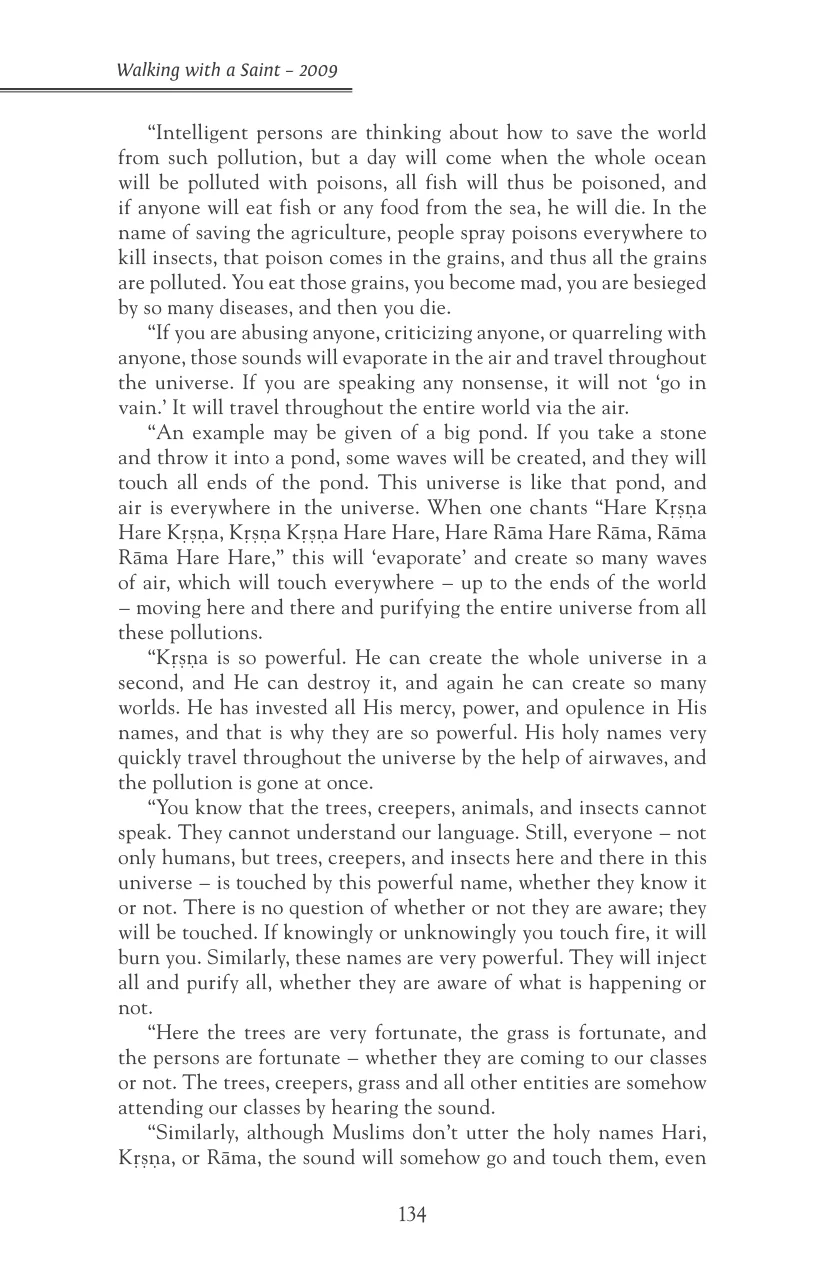 Walking with a Saint – 2009
“Intelligent persons are thinking about how to save the world
from such pollution, but a day will come when the whole ocean
will be polluted with poisons, all fish will thus be poisoned, and
if anyone will eat fish or any food from the sea, he will die. In the
name of saving the agriculture, people spray poisons everywhere to
kill insects, that poison comes in the grains, and thus all the grains
are polluted. You eat those grains, you become mad, you are besieged
by so many diseases, and then you die.
“If you are abusing anyone, criticizing anyone, or quarreling with
anyone, those sounds will evaporate in the air and travel throughout
the universe. If you are speaking any nonsense, it will not ‘go in
vain.’ It will travel throughout the entire world via the air.
“An example may be given of a big pond. If you take a stone
and throw it into a pond, some waves will be created, and they will
touch all ends of the pond. This universe is like that pond, and
air is everywhere in the universe. When one chants “Hare Kṛṣṇa
Hare Kṛṣṇa, Kṛṣṇa Kṛṣṇa Hare Hare, Hare Rāma Hare Rāma, Rāma
Rāma Hare Hare,” this will ‘evaporate’ and create so many waves
of air, which will touch everywhere – up to the ends of the world
– moving here and there and purifying the entire universe from all
these pollutions.
“Kṛṣṇa is so powerful. He can create the whole universe in a
second, and He can destroy it, and again he can create so many
worlds. He has invested all His mercy, power, and opulence in His
names, and that is why they are so powerful. His holy names very
quickly travel throughout the universe by the help of airwaves, and
the pollution is gone at once.
“You know that the trees, creepers, animals, and insects cannot
speak. They cannot understand our language. Still, everyone – not
only humans, but trees, creepers, and insects here and there in this
universe – is touched by this powerful name, whether they know it
or not. There is no question of whether or not they are aware; they
will be touched. If knowingly or unknowingly you touch fire, it will
burn you. Similarly, these names are very powerful. They will inject
all and purify all, whether they are aware of what is happening or
not.
“Here the trees are very fortunate, the grass is fortunate, and
the persons are fortunate – whether they are coming to our classes
or not. The trees, creepers, grass and all other entities are somehow
attending our classes by hearing the sound.
“Similarly, although Muslims don’t utter the holy names Hari,
Kṛṣṇa, or Rāma, the sound will somehow go and touch them, even
134